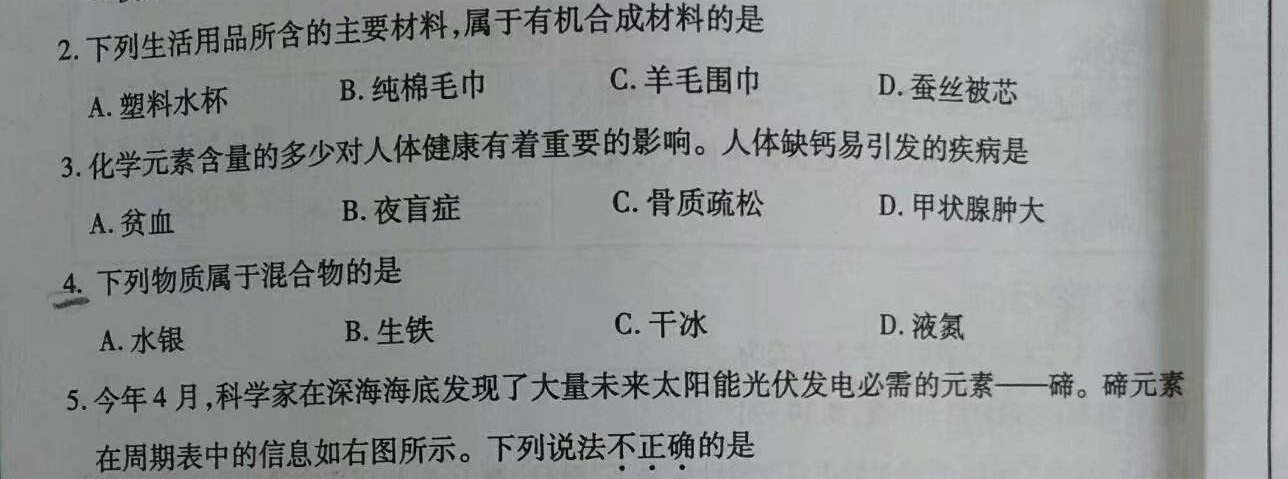 2. 下列生活用品所含的主要材料,属于有机合成材料的是
A. 塑料水杯 B. 纯棉毛巾 C. 羊毛围巾 D. 蚕丝被芯
3. 化学元素含量的多少对人体健康有着重要的影响。人体缺钙易引发的疾病是
A. 贫血 B. 夜盲症 C. 骨质疏松 D. 甲状腺肿大
4. 下列物质属于混合物的是
A. 水银 B. 生铁 C. 干冰 D. 液氮
5. 今年4月,科学家在深海海底发现了大量未来太阳能光伏发电必需的元素——碲。碲元素
在周期表中的信息如右图所示。下列说法不正确的是